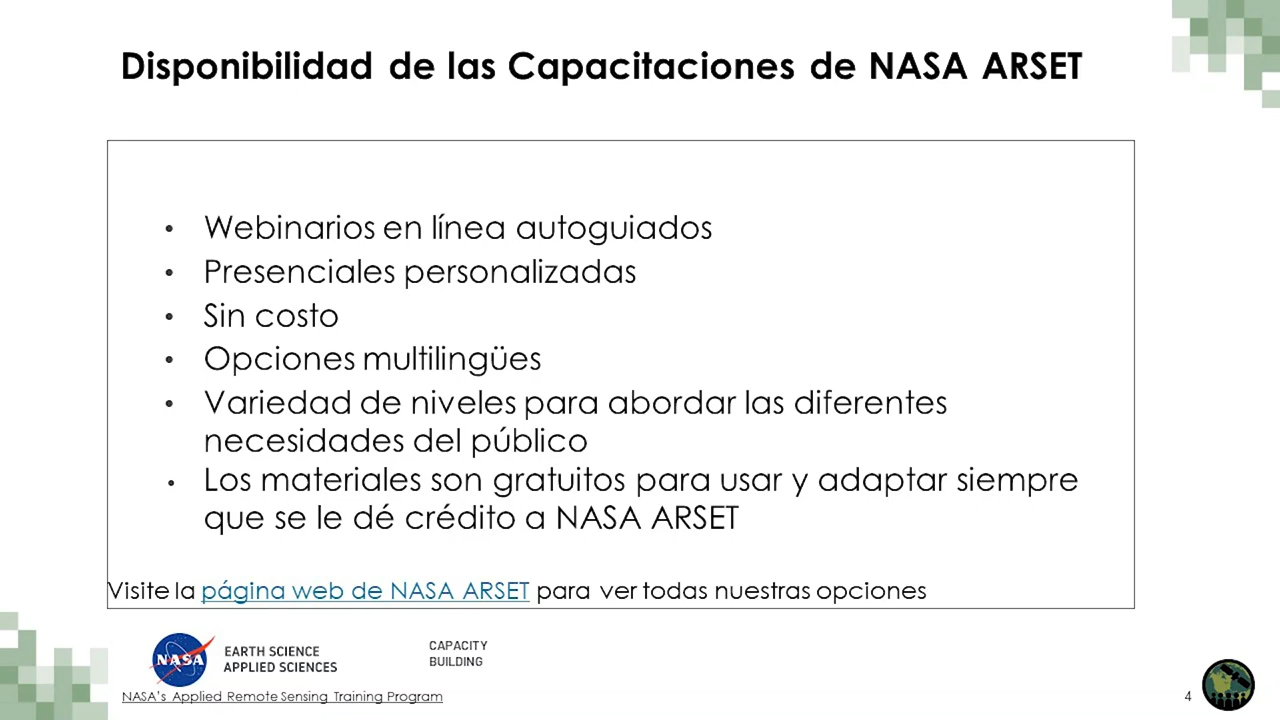 Disponibilidad de las Capacitaciones de NASA ARSET
• Webinarios en línea autoguiados
• Presenciales personalizadas
• Sin costo
• Opciones multilingües
• Variedad de niveles para abordar las diferentes
necesidades del público
• Los materiales son gratuitos para usar y adaptar siempre
que se le dé crédito a NASA ARSET
Visite la página web de NASA ARSET para ver todas nuestras opciones
NASA
EARTH SCIENCE
APPLIED SCIENCES
CAPACITY
BUILDING
NASA's Applied Remote Sensing Training Program
4